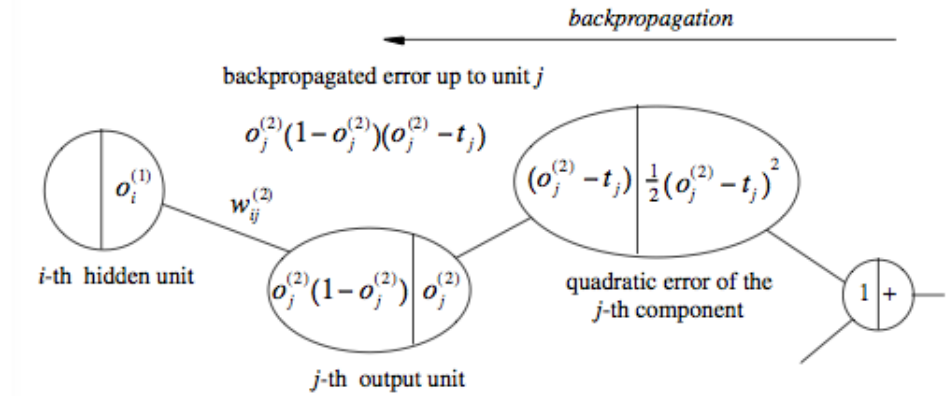 backpropagation
backpropagated error up to unit j
o_j^(2)(1−o_j^(2))(o_j^(2) −t_j)
o_i^(1)
w_ij^(2)
(o_j^(2) −t_j) ½(o_j^(2) −t_j)^2
i-th hidden unit
o_j^(2)(1−o_j^(2)) o_j^(2)
quadratic error of the
j-th component
1 +
j-th output unit